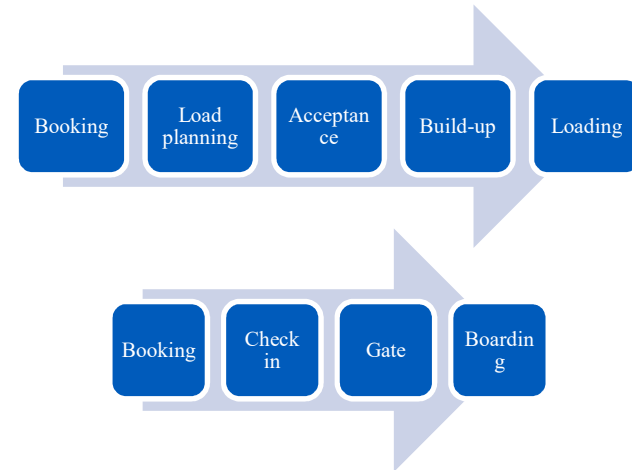 Booking
Load
planning
Acceptan
ce
Build-up
Loading
Booking
Check
in
Gate
Boardin
g